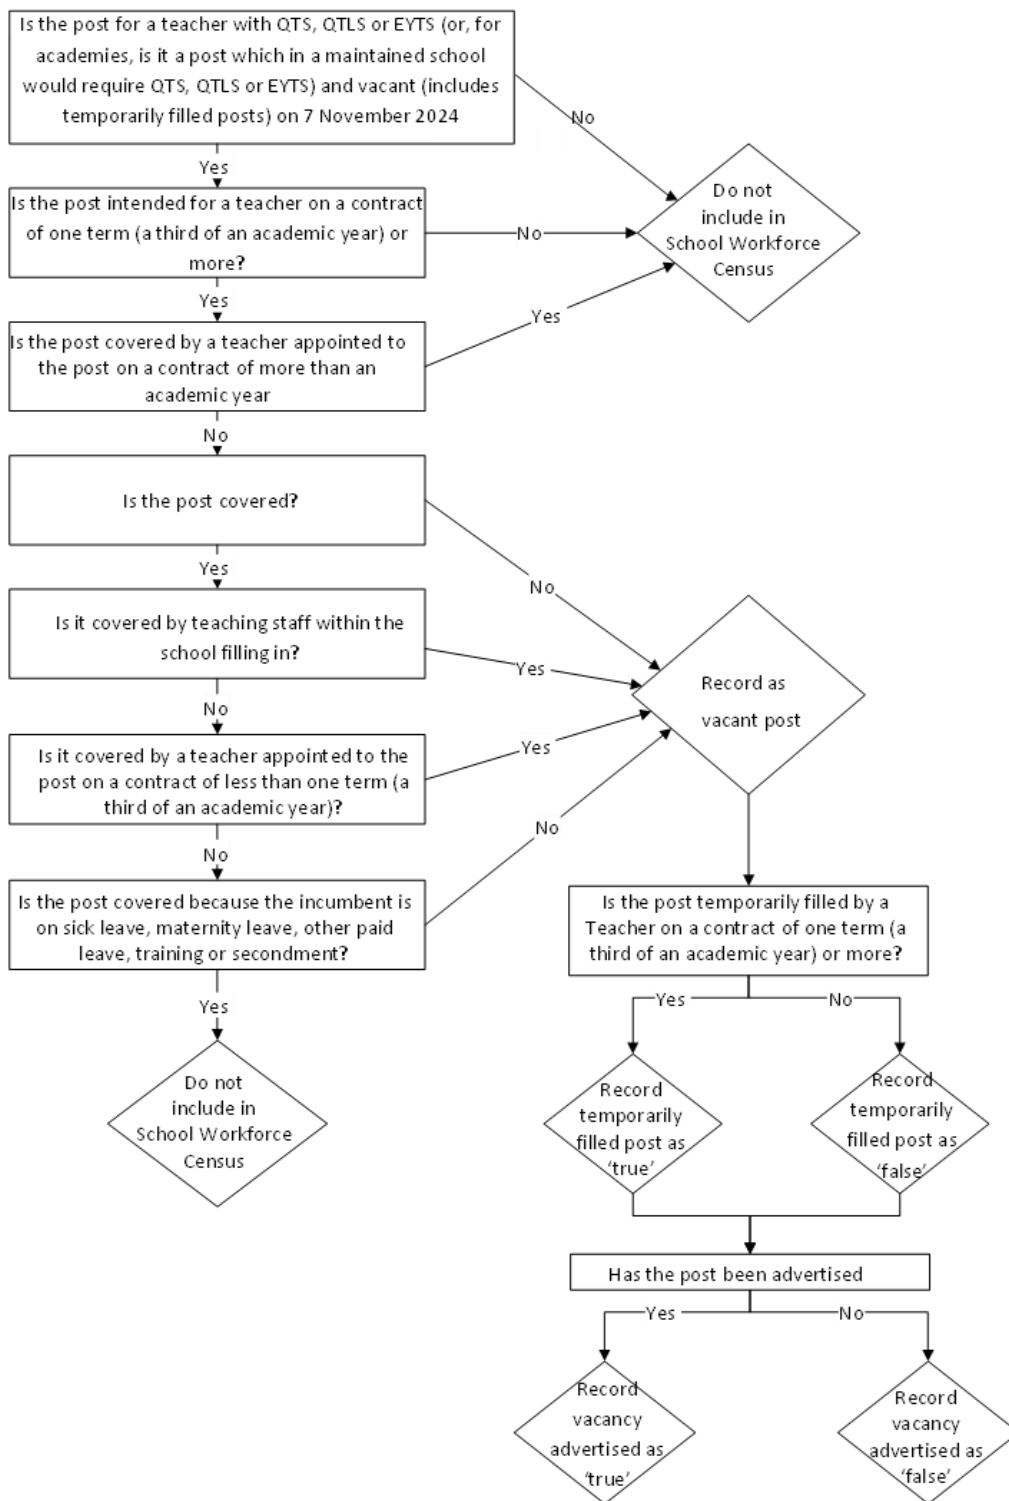 Is the post for a teacher with QTS, QTLS or EYTS (or, for
academies, is it a post which in a maintained school
would require QTS, QTLS or EYTS) and vacant (includes
temporarily filled posts) on 7 November 2024
No
Yes
Is the post intended for a teacher on a contract
of one term (a third of an academic year) or
more?
No
Do not
include in
School Workforce
Census
Yes
Yes
Is the post covered by a teacher appointed to
the post on a contract of more than an
academic year
No
Is the post covered?
Yes
No
Is it covered by teaching staff within the
school filling in?
Yes
Record as
vacant post
No
Is it covered by a teacher appointed to the
post on a contract of less than one term (a
third of an academic year)?
Yes
No
No
Is the post covered because the incumbent is
on sick leave, maternity leave, other paid
leave, training or secondment?
Is the post temporarily filled by a
Teacher on a contract of one term (a
third of an academic year) or more?
Yes
Yes
No
Do not
include in
School Workforce
Census
Record
temporarily
filled post as
‘true’
Record
temporarily
filled post as
‘false’
Has the post been advertised
Yes
No
Record
vacancy
advertised as
‘true’
Record
vacancy
advertised as
‘false’